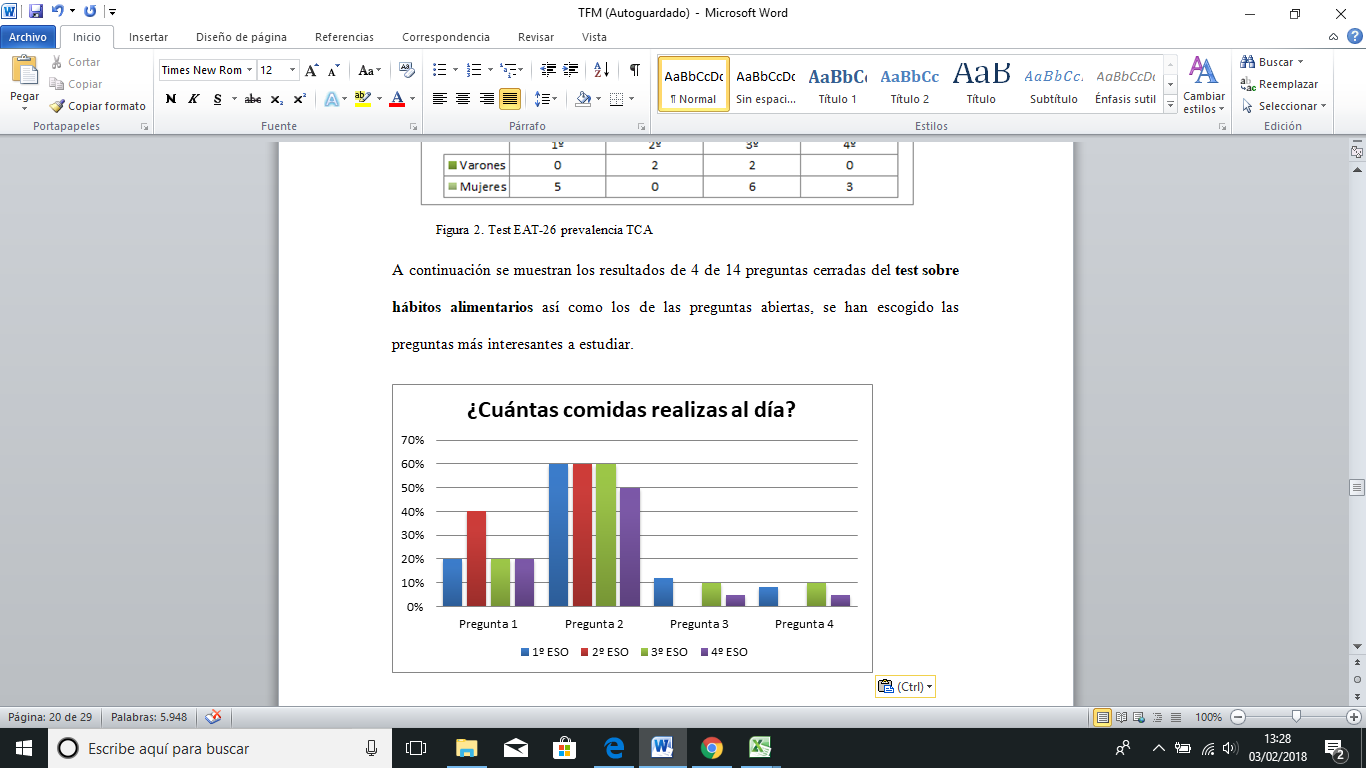 TFM (Autoguardado) - Microsoft Word
Archivo Inicio Insertar Diseño de página Referencias Correspondencia Revisar Vista
Pegar
Cortar
Copiar
Copiar formato
Portapapeles
Times New Rom 12
N K S abc x₂ x²
Fuente
Párrafo
AaBbCcDc AaBbCcDc AaBbC AaBbCc AaB AaBbCc. AaBbCcDc
¶ Normal Sin espaci... Título 1 Título 2 Título Subtítulo Énfasis sutil
Cambiar estilos
Estilos
Buscar
Reemplazar
Seleccionar
Edición
1º 2º 3º 4º
Varones 0 2 2 0
Mujeres 5 0 6 3
Figura 2. Test EAT-26 prevalencia TCA
A continuación se muestran los resultados de 4 de 14 preguntas cerradas del test sobre
hábitos alimentarios así como los de las preguntas abiertas, se han escogido las
preguntas más interesantes a estudiar.
¿Cuántas comidas realizas al día?
70%
60%
50%
40%
30%
20%
10%
0%
Pregunta 1 Pregunta 2 Pregunta 3 Pregunta 4
1º ESO 2º ESO 3º ESO 4º ESO
(Ctrl)
Página: 20 de 29 Palabras: 5.948 100%
Escribe aquí para buscar
13:28
03/02/2018
2